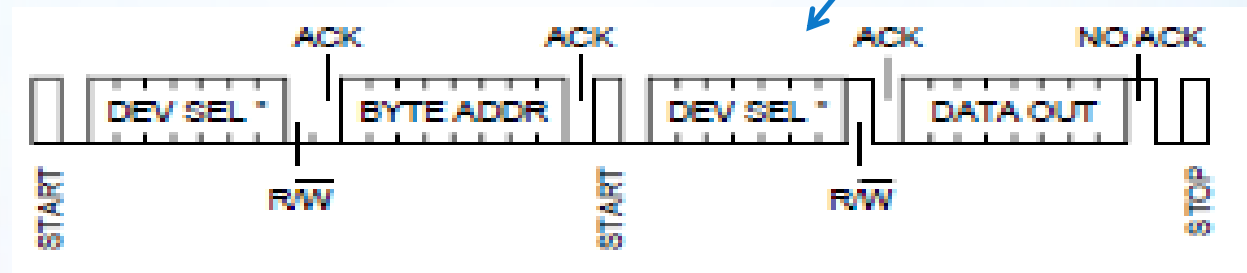 ACK ACK ACK NO ACK
DEV SEL * BYTE ADDR DEV SEL * DATA OUT
START R/W START R/W STOP